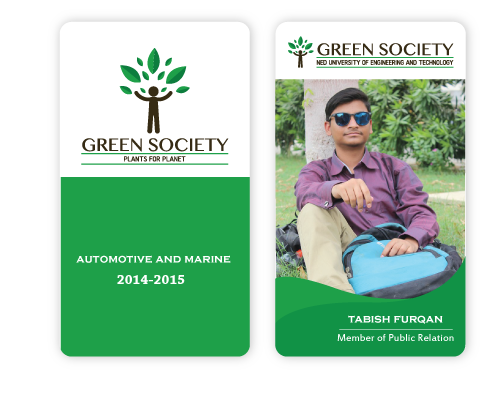 GREEN SOCIETY
PLANTS FOR PLANET
AUTOMOTIVE AND MARINE
2014-2015
GREEN SOCIETY
NED UNIVERSITY OF ENGINEERING AND TECHNOLOGY
TABISH FURQAN
Member of Public Relation